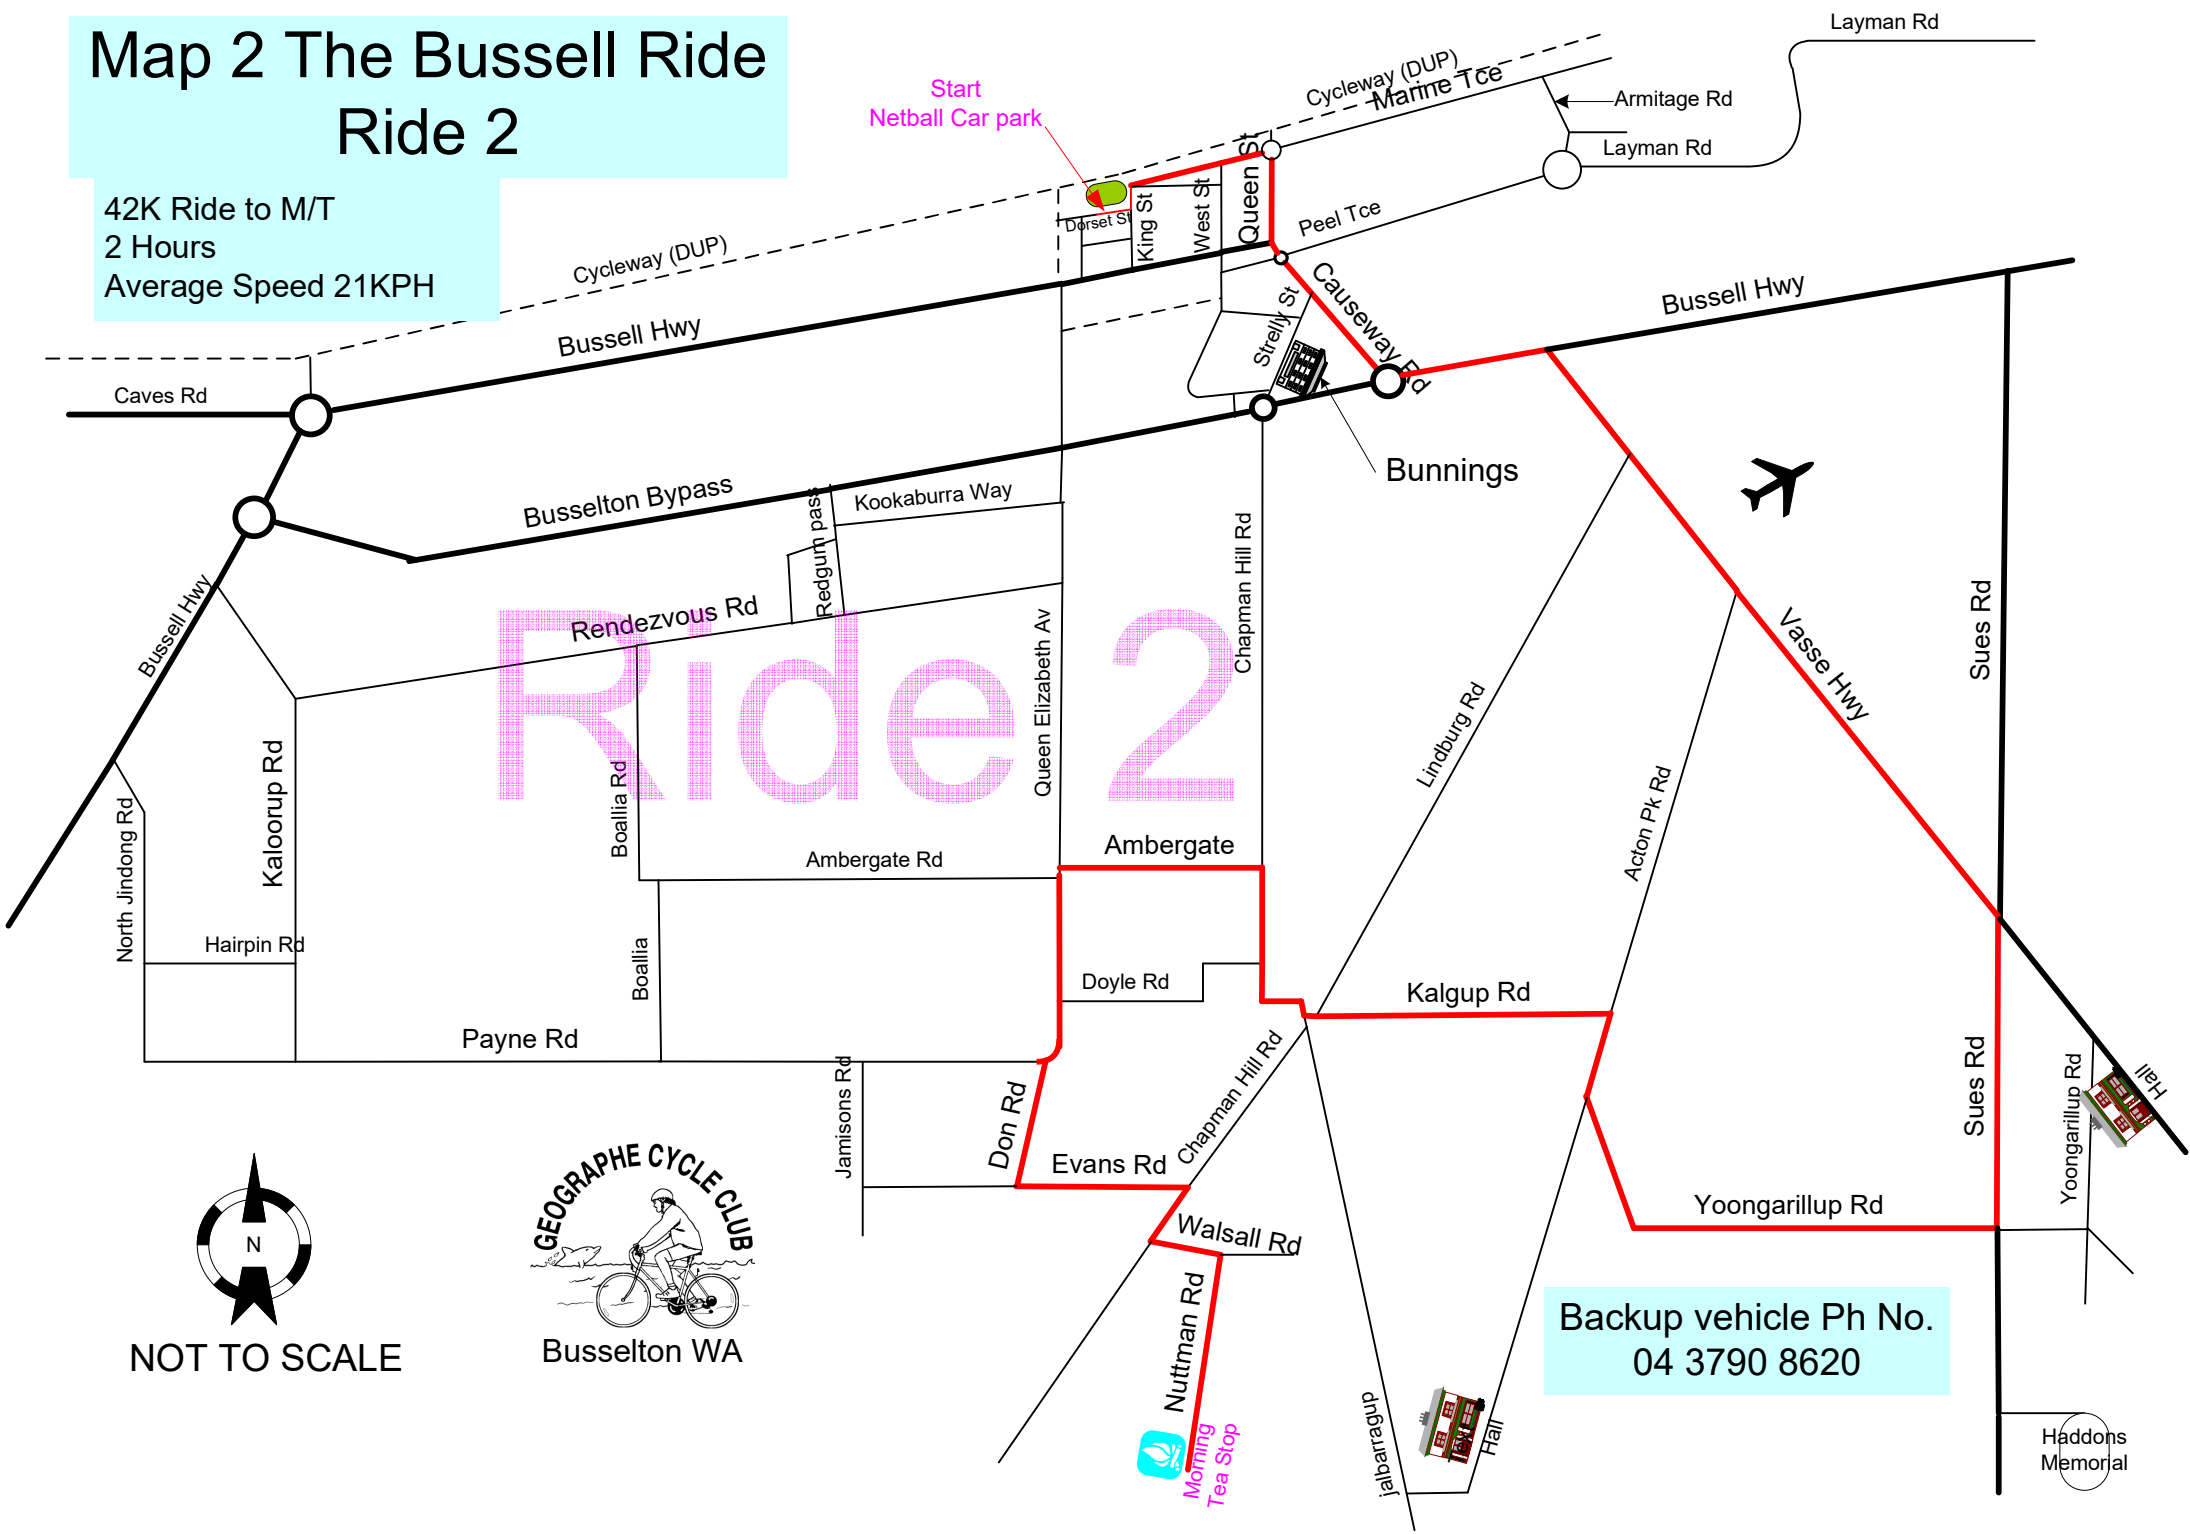 Map 2 The Bussell Ride
Ride 2
42K Ride to M/T
2 Hours
Average Speed 21KPH
Start
Netball Car park
Cycleway (DUP)
Marine Tce
Layman Rd
Armitage Rd
Layman Rd
Queen St
West St
King St
Dorset St
Peel Tce
Cycleway (DUP)
Bussell Hwy
Bussell Hwy
Causeway Rd
Strelly St
Caves Rd
Bunnings
Busselton Bypass
Kookaburra Way
Redgum pass
Rendezvous Rd
Bussell Hwy
Chapman Hill Rd
Queen Elizabeth Av
Ride 2
Sues Rd
Vasse Hwy
Lindburg Rd
Acton Pk Rd
Kaloorup Rd
North Jindong Rd
Boallia Rd
Ambergate Rd
Ambergate
Hairpin Rd
Boallia
Doyle Rd
Kalgup Rd
Payne Rd
Jamisons Rd
Don Rd
Chapman Hill Rd
Evans Rd
Sues Rd
Yoongarillup Rd
Hall
Yoongarillup Rd
Walsall Rd
Nuttman Rd
Morning
Tea Stop
jalbarragup
Hall
N
NOT TO SCALE
GEOGRAPHE CYCLE CLUB
Busselton WA
Backup vehicle Ph No.
04 3790 8620
Haddons
Memorial